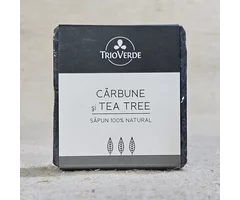 TRIOVERDE
CĂRBUNE
și TEA TREE
SĂPUN 100% NATURAL